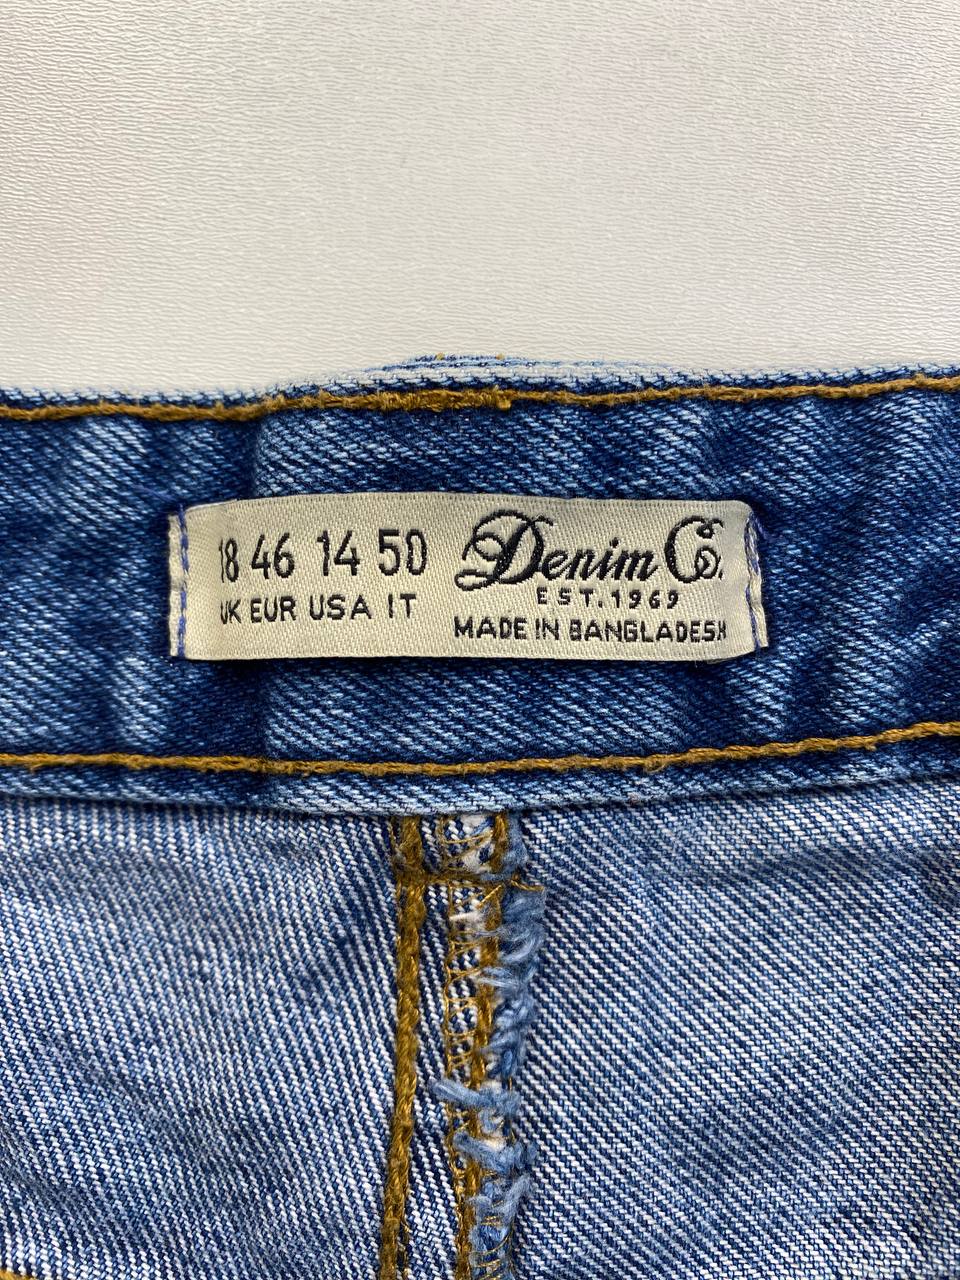 18 46 14 50
UK EUR USA IT
Denim Co.
EST. 1969
MADE IN BANGLADESH